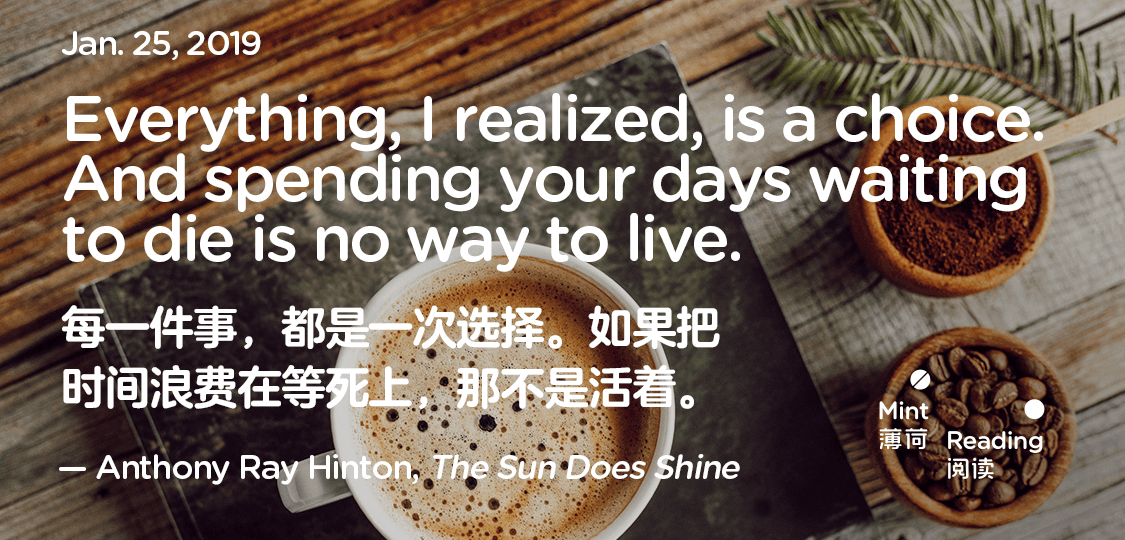 Jan. 25, 2019
Everything, I realized, is a choice.
And spending your days waiting
to die is no way to live.
每一件事，都是一次选择。如果把
时间浪费在等死上，那不是活着。
— Anthony Ray Hinton, The Sun Does Shine
Mint
薄荷
Reading
阅读